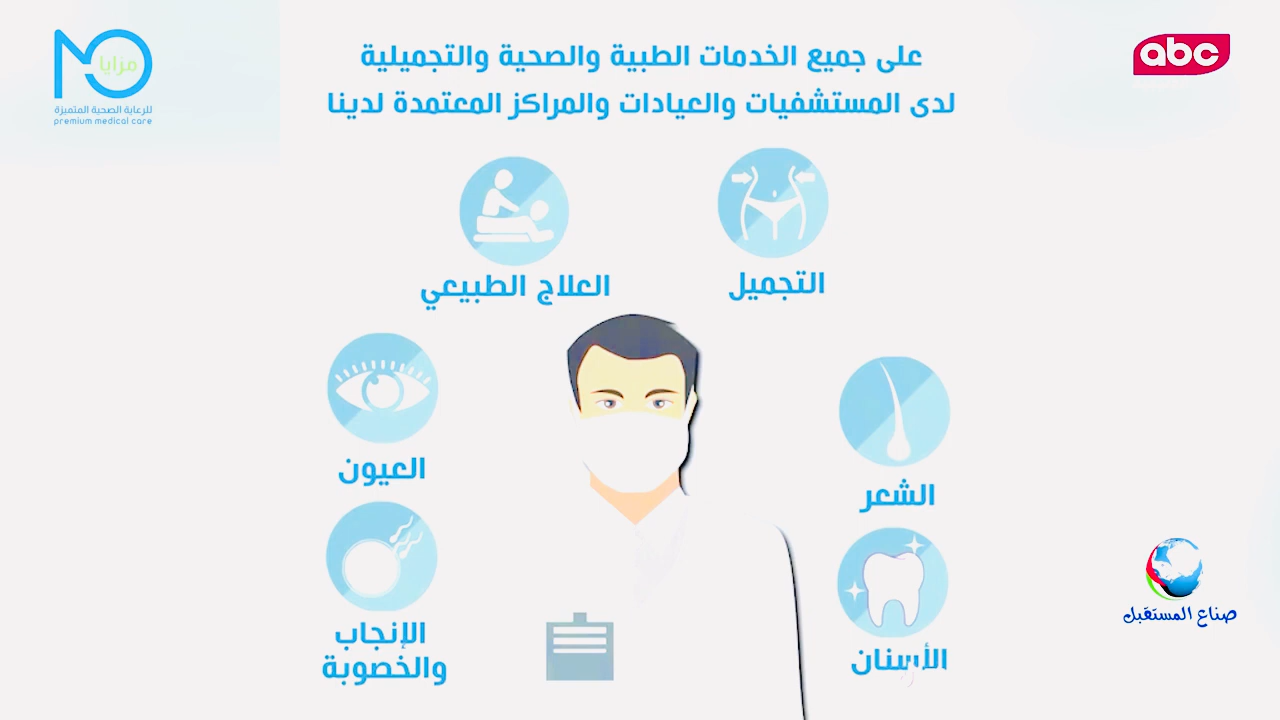 مزايا
للرعاية الصحية المتميزة
premium medical care
abc
على جميع الخدمات الطبية والصحية والتجميلية
لدى المستشفيات والعيادات والمراكز المعتمدة لدينا
التجميل
العلاج الطبيعي
العيون
الشعر
الإنجاب
والخصوبة
الأسنان
صناع المستقبل